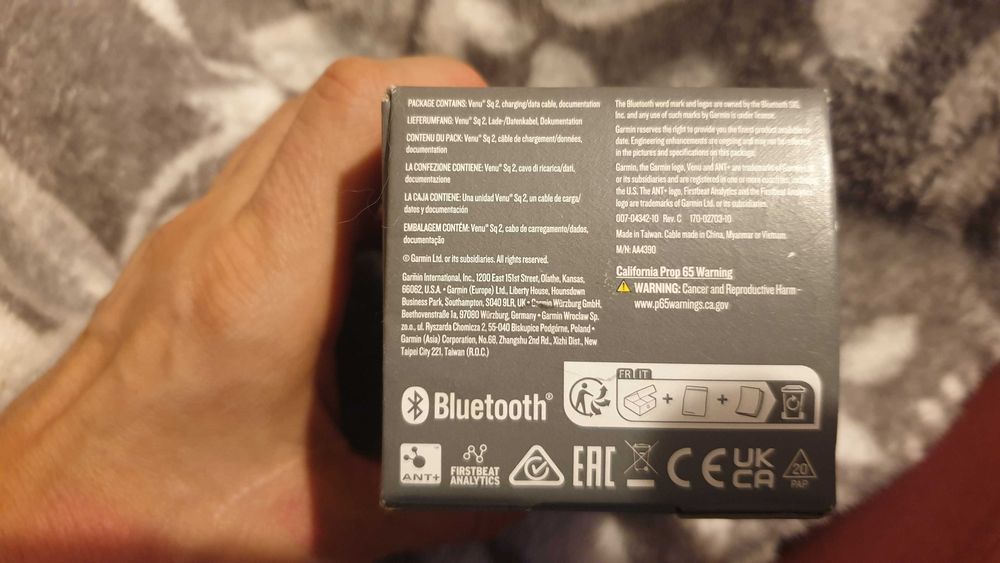 PACKAGE CONTAINS: Venu® Sq 2, charging/data cable, documentation
LIEFERUMFANG: Venu® Sq 2, Lade-/Datenkabel, Dokumentation
CONTENU DU PACK: Venu® Sq 2, câble de chargement/données,
documentation
LA CONFEZIONE CONTIENE: Venu® Sq 2, cavo di ricarica/dati,
documentazione
LA CAJA CONTIENE: Una unidad Venu® Sq 2, un cable de carga/
datos y documentación
EMBALAGEM CONTÉM: Venu® Sq 2, cabo de carregamento/dados,
documentação
© Garmin Ltd. or its subsidiaries. All rights reserved.
Garmin International, Inc., 1200 East 151st Street, Olathe, Kansas,
66062, U.S.A. • Garmin (Europe) Ltd., Liberty House, Hounsdown
Business Park, Southampton, SO40 9LR, UK • Garmin Würzburg GmbH,
Beethovenstraße 1a, 97080 Würzburg, Germany • Garmin Wroclaw Sp.
zo.o., ul. Ryszarda Chomicza 2, 55-040 Biskupice Podgórne, Poland •
Garmin (Asia) Corporation, No.68, Zhangshu 2nd Rd., Xizhi Dist., New
Taipei City 221, Taiwan (R.O.C.)
The Bluetooth word mark and logos are owned by the Bluetooth SIG,
Inc. and any use of such marks by Garmin is under license.
Garmin reserves the right to provide you the finest product available to
date. Engineering enhancements are ongoing and may not be reflected
in the pictures and specifications on this package.
Garmin, the Garmin logo, Venu and ANT+ are trademarks of Garmin
or its subsidiaries and are registered in one or more countries, including
the U.S. The ANT+ logo, Firstbeat Analytics and the Firstbeat Analytics
logo are trademarks of Garmin Ltd. or its subsidiaries.
007-04342-10 Rev. C 170-02703-10
Made in Taiwan. Cable made in China, Myanmar or Vietnam.
M/N: AA4390
California Prop 65 Warning
WARNING: Cancer and Reproductive Harm -
www.p65warnings.ca.gov
FR IT
Bluetooth®
ANT+
FIRSTBEAT
ANALYTICS
EAC
CE
UK
CA
20
PAP